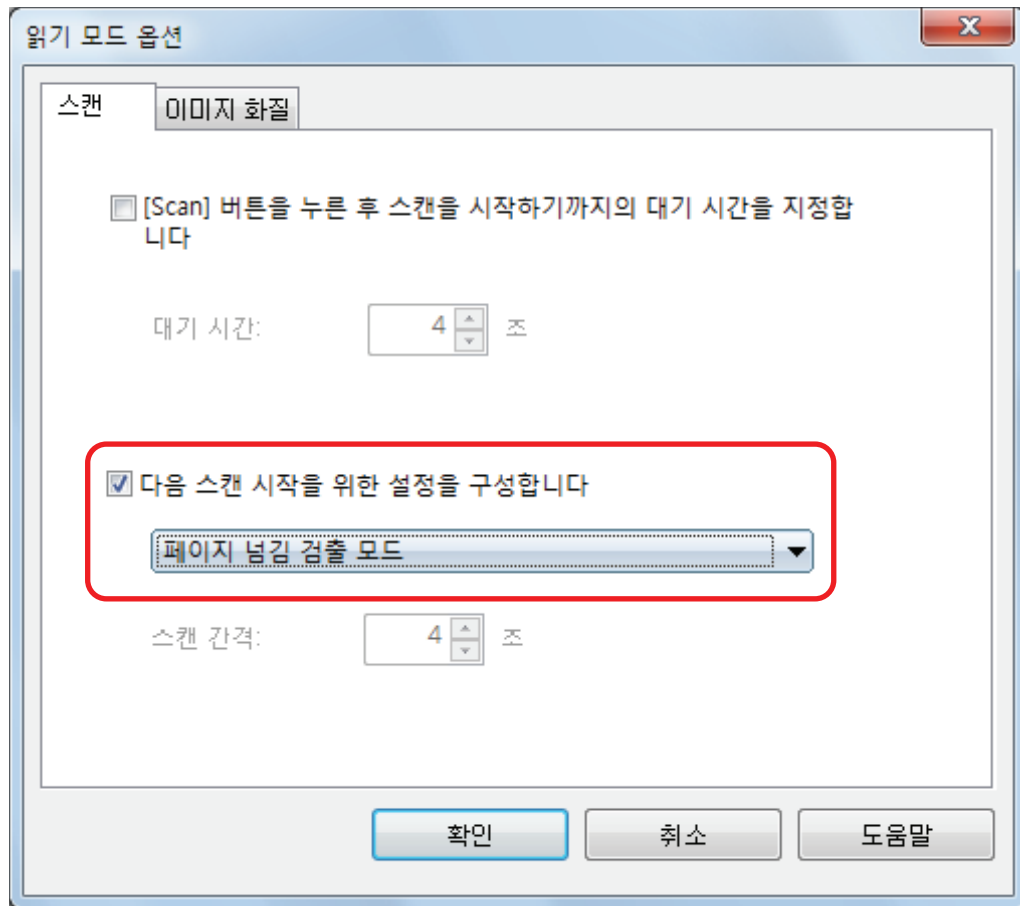 읽기 모드 옵션
스캔
이미지 화질
[Scan] 버튼을 누른 후 스캔을 시작하기까지의 대기 시간을 지정합
니다
대기 시간: 4 조
다음 스캔 시작을 위한 설정을 구성합니다
페이지 넘김 검출 모드
스캔 간격: 4 조
확인 취소 도움말